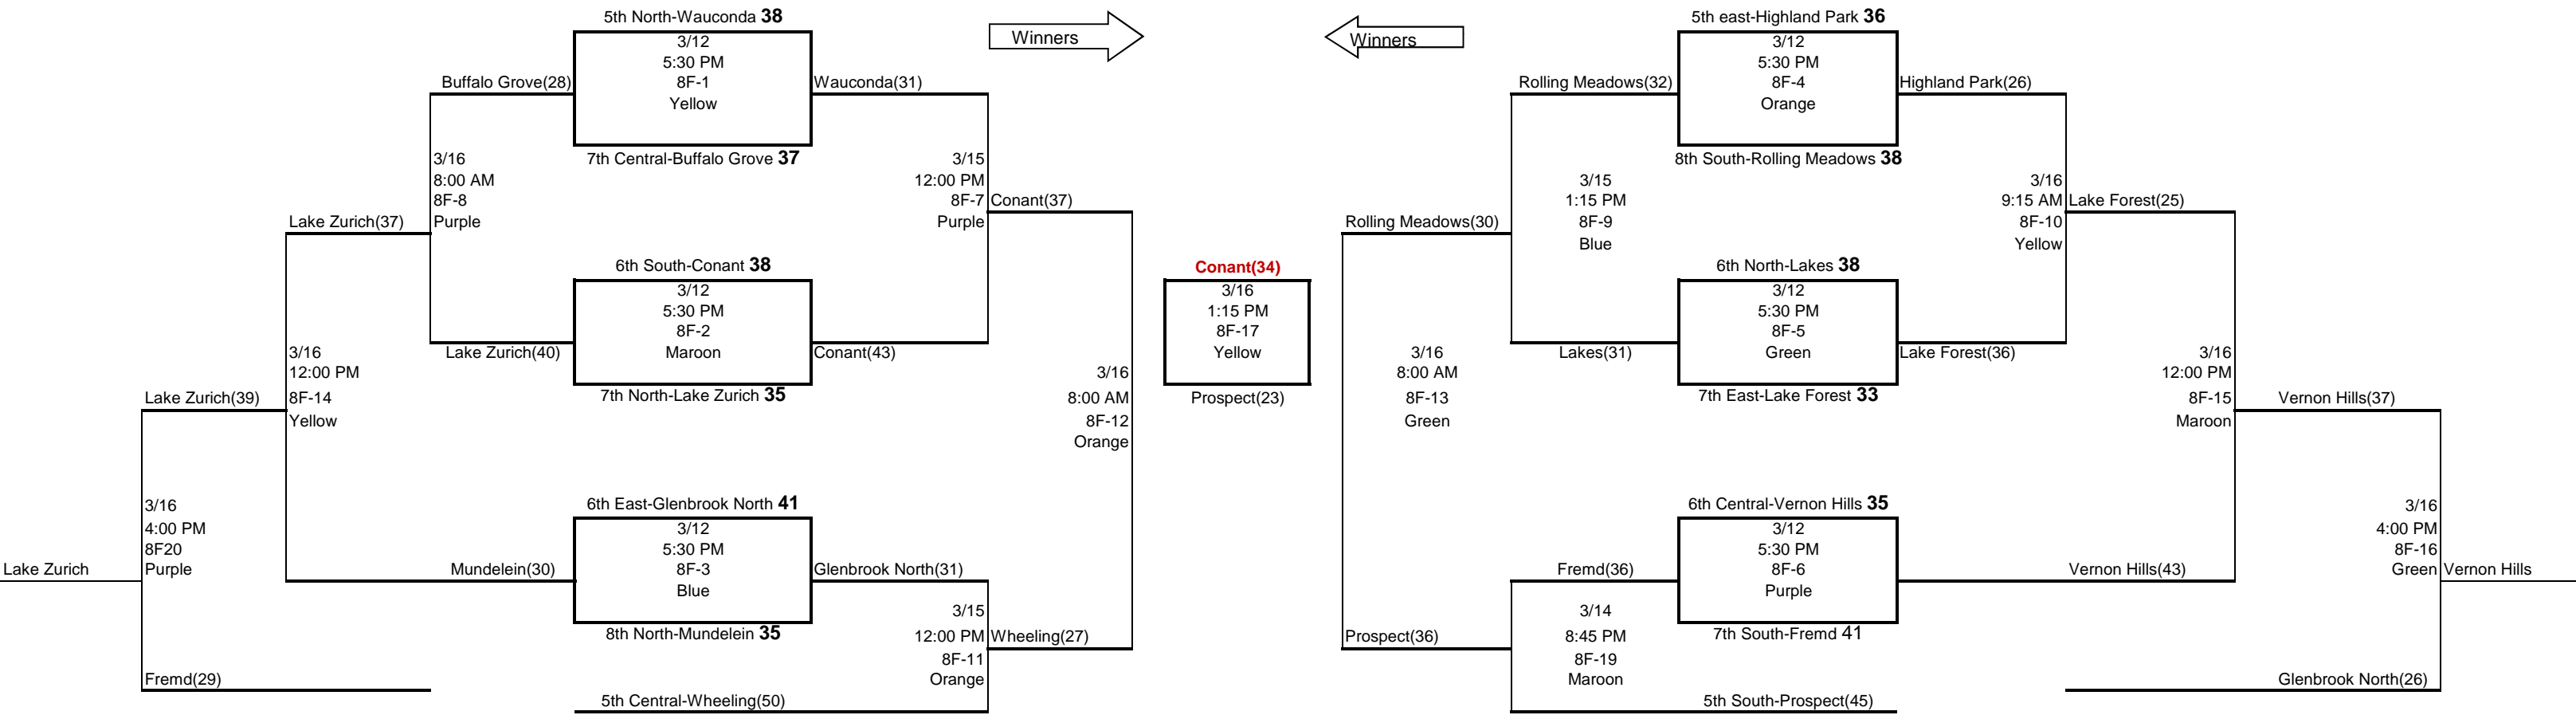 5th North-Wauconda 38
3/12
5:30 PM
8F-1
Yellow
7th Central-Buffalo Grove 37
Buffalo Grove(28)
Wauconda(31)
Winners
3/16
8:00 AM
8F-8
Purple
3/15
12:00 PM
8F-7
Purple
Lake Zurich(37)
Conant(37)
6th South-Conant 38
3/12
5:30 PM
8F-2
Maroon
7th North-Lake Zurich 35
Lake Zurich(40)
Conant(43)
3/16
12:00 PM
8F-14
Yellow
Lake Zurich(39)
3/16
8:00 AM
8F-12
Orange
6th East-Glenbrook North 41
3/12
5:30 PM
8F-3
Blue
8th North-Mundelein 35
Mundelein(30)
Glenbrook North(31)
3/16
4:00 PM
8F20
Purple
Lake Zurich
3/15
12:00 PM
8F-11
Orange
Wheeling(27)
Fremd(29)
5th Central-Wheeling(50)
Conant(34)
3/16
1:15 PM
8F-17
Yellow
Prospect(23)
Winners
5th east-Highland Park 36
3/12
5:30 PM
8F-4
Orange
8th South-Rolling Meadows 38
Rolling Meadows(32)
Highland Park(26)
3/15
1:15 PM
8F-9
Blue
3/16
9:15 AM
8F-10
Yellow
Rolling Meadows(30)
Lake Forest(25)
6th North-Lakes 38
3/12
5:30 PM
8F-5
Green
7th East-Lake Forest 33
Lakes(31)
Lake Forest(36)
3/16
8:00 AM
8F-13
Green
3/16
12:00 PM
8F-15
Maroon
Vernon Hills(37)
6th Central-Vernon Hills 35
3/12
5:30 PM
8F-6
Purple
7th South-Fremd 41
Fremd(36)
Vernon Hills(43)
3/14
8:45 PM
8F-19
Maroon
Prospect(36)
3/16
4:00 PM
8F-16
Green
Vernon Hills
Glenbrook North(26)
5th South-Prospect(45)